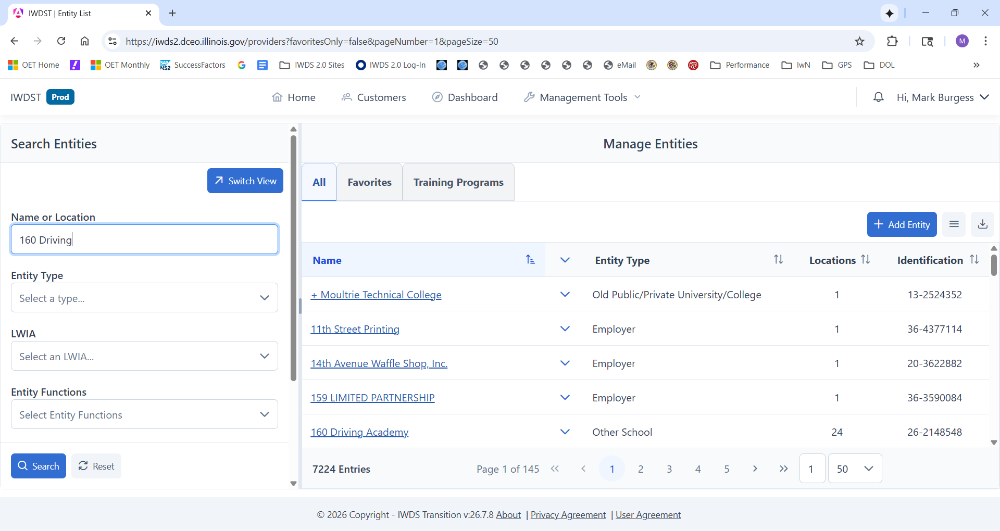 IWDST | Entity List
https://iwds2.dceo.illinois.gov/providers?favoritesOnly=false&pageNumber=1&pageSize=50
M
OET Home
OET Monthly
SAP NS2 SuccessFactors
IWDS 2.0 Sites
IWDS 2.0 Log-In
eMail
Performance
IwN
GPS
DOL
IWDST Prod
Home
Customers
Dashboard
Management Tools
Hi, Mark Burgess
Search Entities
Switch View
Name or Location
160 Driving
Entity Type
Select a type...
LWIA
Select an LWIA...
Entity Functions
Select Entity Functions
Search
Reset
Manage Entities
All
Favorites
Training Programs
+ Add Entity
Name Entity Type Locations Identification
+ Moultrie Technical College Old Public/Private University/College 1 13-2524352
11th Street Printing Employer 1 36-4377114
14th Avenue Waffle Shop, Inc. Employer 1 20-3622882
159 LIMITED PARTNERSHIP Employer 1 36-3590084
160 Driving Academy Other School 24 26-2148548
7224 Entries Page 1 of 145 « ‹ 1 2 3 4 5 › » 1 50
© 2026 Copyright - IWDS Transition v:26.7.8 About | Privacy Agreement | User Agreement